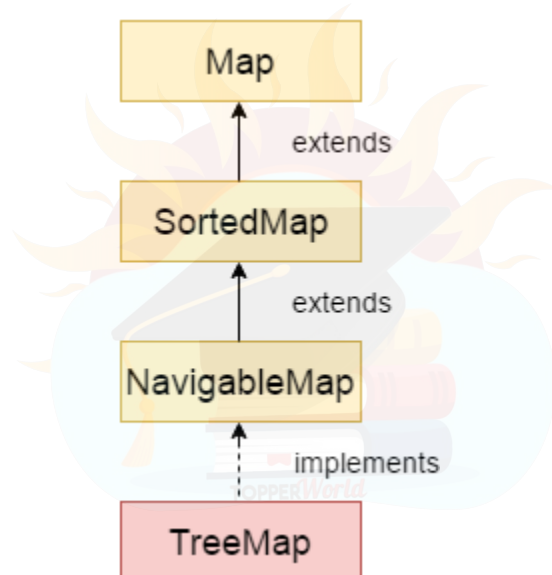 Map
extends
SortedMap
extends
NavigableMap
implements
TOPPERWorld
TreeMap